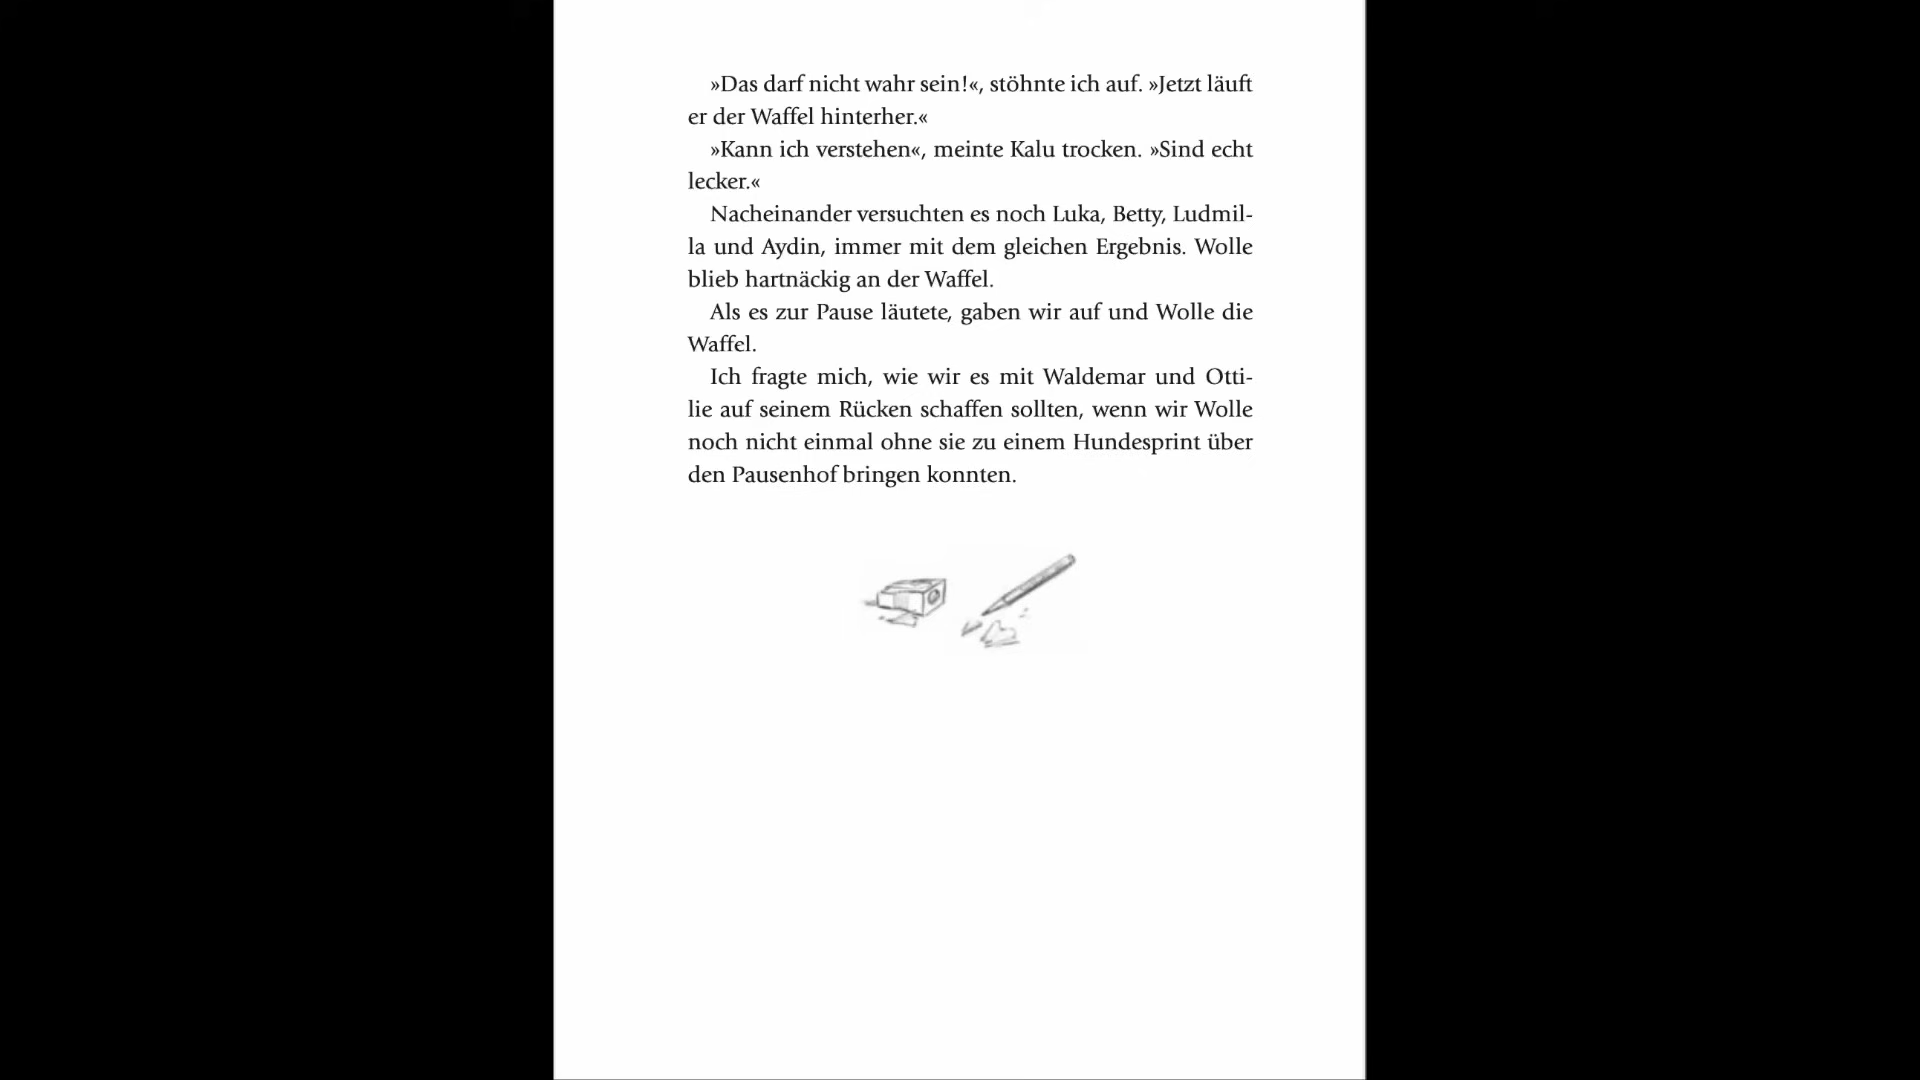 »Das darf nicht wahr sein!«, stöhnte ich auf. »Jetzt läuft
er der Waffel hinterher.«
»Kann ich verstehen«, meinte Kalu trocken. »Sind echt
lecker.«
Nacheinander versuchten es noch Luka, Betty, Ludmil-
la und Aydin, immer mit dem gleichen Ergebnis. Wolle
blieb hartnäckig an der Waffel.
Als es zur Pause läutete, gaben wir auf und Wolle die
Waffel.
Ich fragte mich, wie wir es mit Waldemar und Otti-
lie auf seinem Rücken schaffen sollten, wenn wir Wolle
noch nicht einmal ohne sie zu einem Hundesprint über
den Pausenhof bringen konnten.